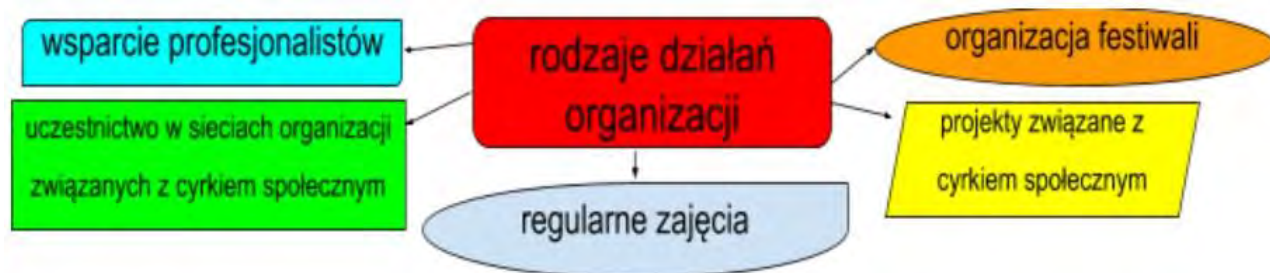 wsparcie profesjonalistów
rodzaje działań
organizacji
organizacja festiwali
uczestnictwo w sieciach organizacji
związanych z cyrkiem społecznym
projekty związane z
cyrkiem społecznym
regularne zajęcia